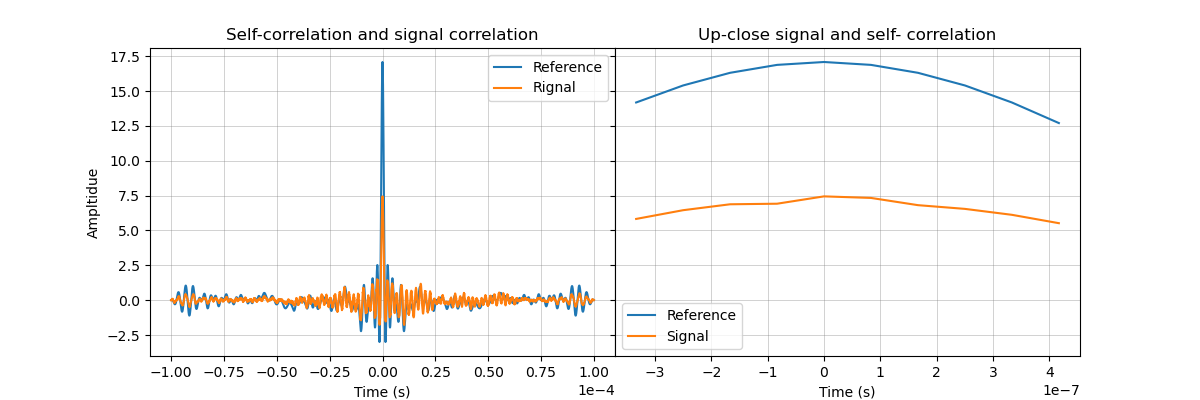 Self-correlation and signal correlation
Up-close signal and self- correlation
17.5
15.0
12.5
10.0
7.5
5.0
2.5
0.0
−2.5
Ampltidue
Reference
Rignal
Reference
Signal
−1.00 −0.75 −0.50 −0.25 0.00 0.25 0.50 0.75 1.00
1e−4
Time (s)
−3 −2 −1 0 1 2 3 4
1e−7
Time (s)